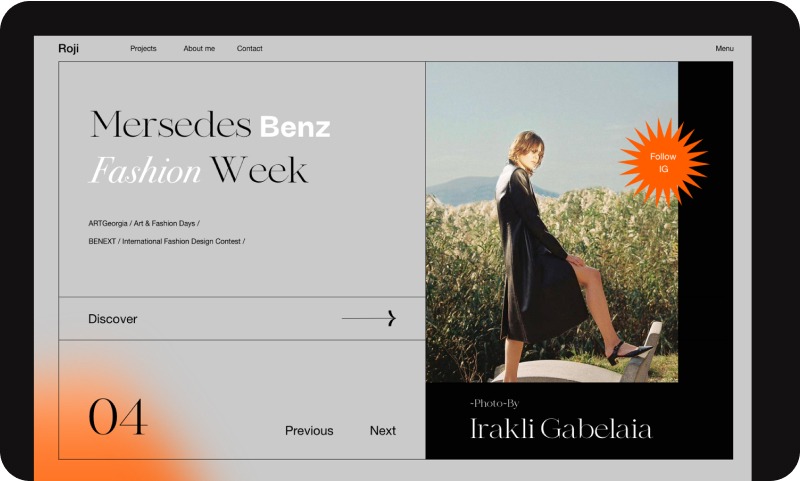 Roji
Projects
About me
Contact
Menu
Mersedes Benz
Fashion Week
ARTGeorgia / Art & Fashion Days /
BENEXT / International Fashion Design Contest /
Follow
IG
Discover
04
Previous
Next
-Photo-By
Irakli Gabelaia